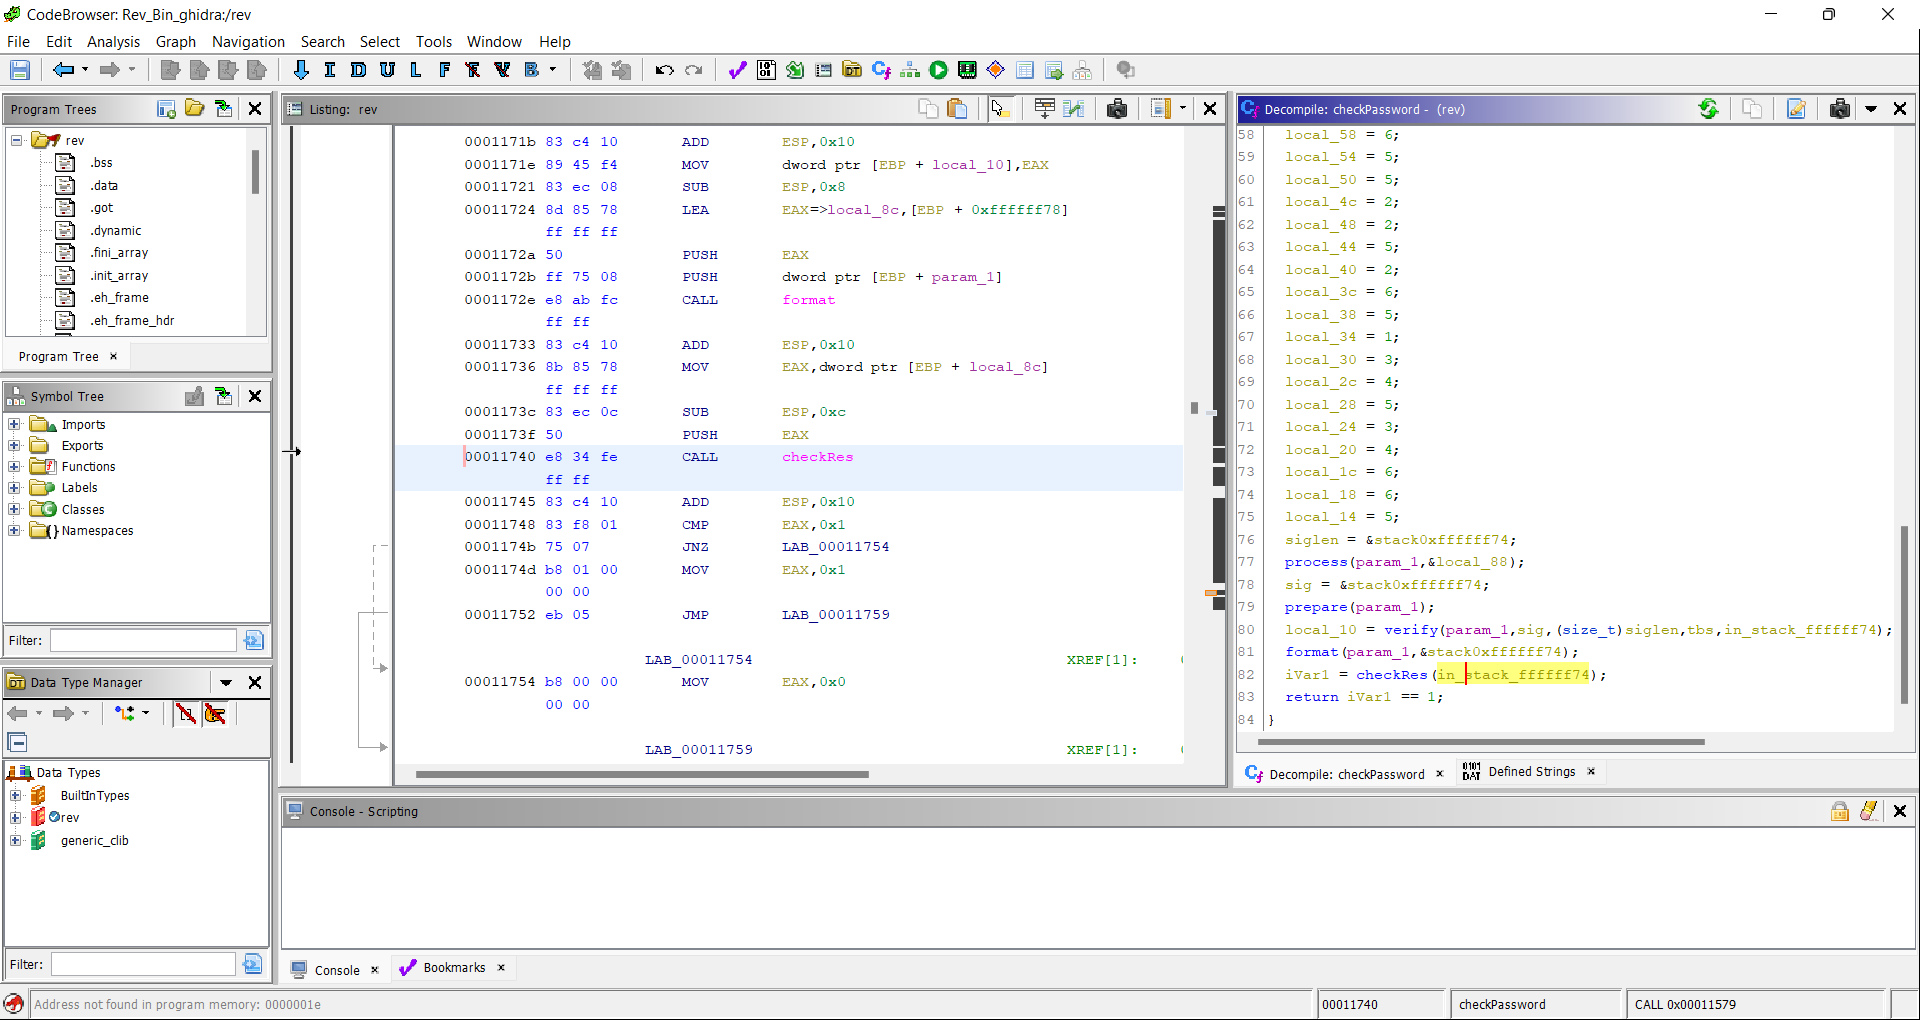 CodeBrowser: Rev_Bin_ghidra:/rev
File Edit Analysis Graph Navigation Search Select Tools Window Help
I D U L F V B
Program Trees
rev
.bss
.data
.got
.dynamic
.fini_array
.init_array
.eh_frame
.eh_frame_hdr
Program Tree
Symbol Tree
Imports
Exports
Functions
Labels
Classes
Namespaces
Filter:
Data Type Manager
Data Types
BuiltInTypes
rev
generic_clib
Filter:
Listing: rev
0001171b 83 c4 10 ADD ESP,0x10
0001171e 89 45 f4 MOV dword ptr [EBP + local_10],EAX
00011721 83 ec 08 SUB ESP,0x8
00011724 8d 85 78 LEA EAX=>local_8c,[EBP + 0xffffff78]
ff ff ff
0001172a 50 PUSH EAX
0001172b ff 75 08 PUSH dword ptr [EBP + param_1]
0001172e e8 ab fc CALL format
ff ff
00011733 83 c4 10 ADD ESP,0x10
00011736 8b 85 78 MOV EAX,dword ptr [EBP + local_8c]
ff ff ff
0001173c 83 ec 0c SUB ESP,0xc
0001173f 50 PUSH EAX
00011740 e8 34 fe CALL checkRes
ff ff
00011745 83 c4 10 ADD ESP,0x10
00011748 83 f8 01 CMP EAX,0x1
0001174b 75 07 JNZ LAB_00011754
0001174d b8 01 00 MOV EAX,0x1
00 00
00011752 eb 05 JMP LAB_00011759
LAB_00011754 XREF[1]:
00011754 b8 00 00 MOV EAX,0x0
00 00
LAB_00011759 XREF[1]:
Decompile: checkPassword - (rev)
58 local_58 = 6;
59 local_54 = 5;
60 local_50 = 5;
61 local_4c = 2;
62 local_48 = 2;
63 local_44 = 5;
64 local_40 = 2;
65 local_3c = 6;
66 local_38 = 5;
67 local_34 = 1;
68 local_30 = 3;
69 local_2c = 4;
70 local_28 = 5;
71 local_24 = 3;
72 local_20 = 4;
73 local_1c = 6;
74 local_18 = 6;
75 local_14 = 5;
76 siglen = &stack0xffffff74;
77 process(param_1,&local_88);
78 sig = &stack0xffffff74;
79 prepare(param_1);
80 local_10 = verify(param_1,sig,(size_t)siglen,tbs,in_stack_ffffff74);
81 format(param_1,&stack0xffffff74);
82 iVar1 = checkRes(in_stack_ffffff74);
83 return iVar1 == 1;
84 }
Decompile: checkPassword
Defined Strings
Console - Scripting
Console
Bookmarks
Address not found in program memory: 0000001e
00011740
checkPassword
CALL 0x00011579